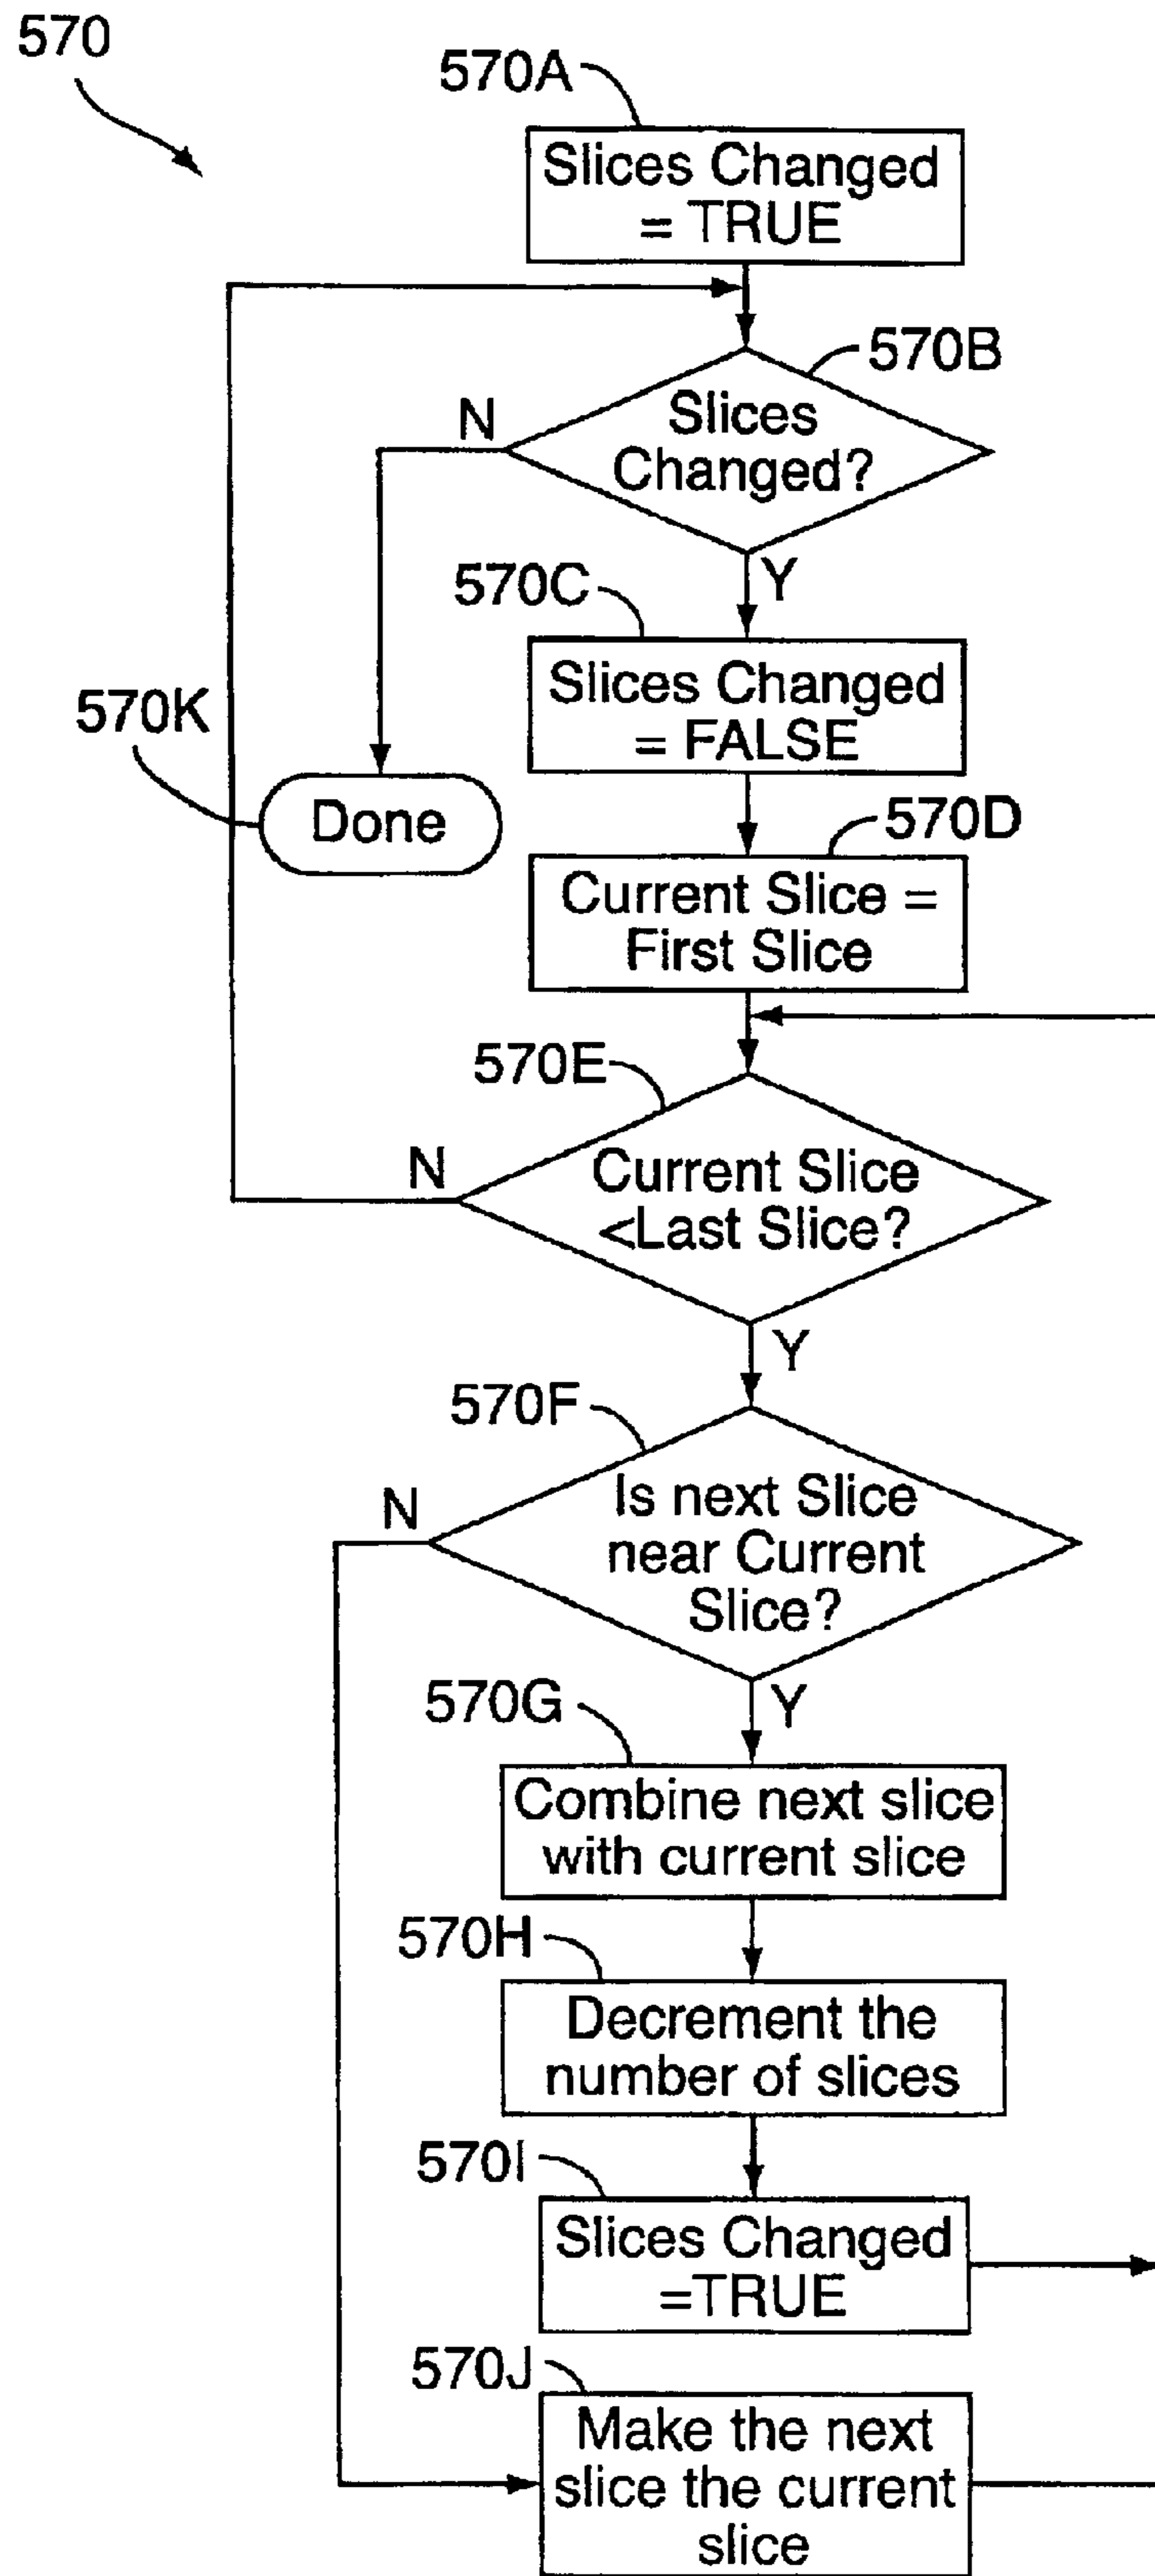 570
570A
Slices Changed
= TRUE
570B
Slices
Changed?
N
Y
570C
Slices Changed
= FALSE
570K
Done
570D
Current Slice =
First Slice
570E
Current Slice
<Last Slice?
N
Y
570F
Is next Slice
near Current
Slice?
N
Y
570G
Combine next slice
with current slice
570H
Decrement the
number of slices
570I
Slices Changed
=TRUE
570J
Make the next
slice the current
slice